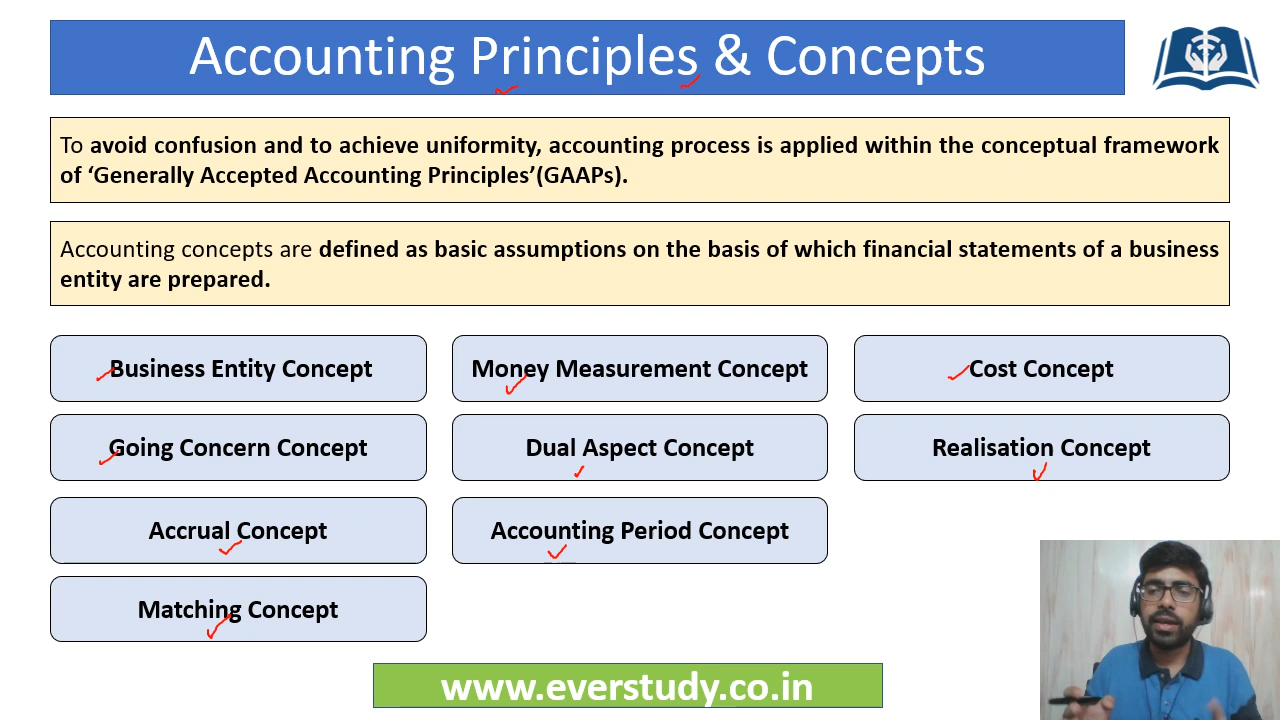 Accounting Principles & Concepts
To avoid confusion and to achieve uniformity, accounting process is applied within the conceptual framework
of ‘Generally Accepted Accounting Principles’(GAAPs).
Accounting concepts are defined as basic assumptions on the basis of which financial statements of a business
entity are prepared.
Business Entity Concept
Money Measurement Concept
Cost Concept
Going Concern Concept
Dual Aspect Concept
Realisation Concept
Accrual Concept
Accounting Period Concept
Matching Concept
www.everstudy.co.in